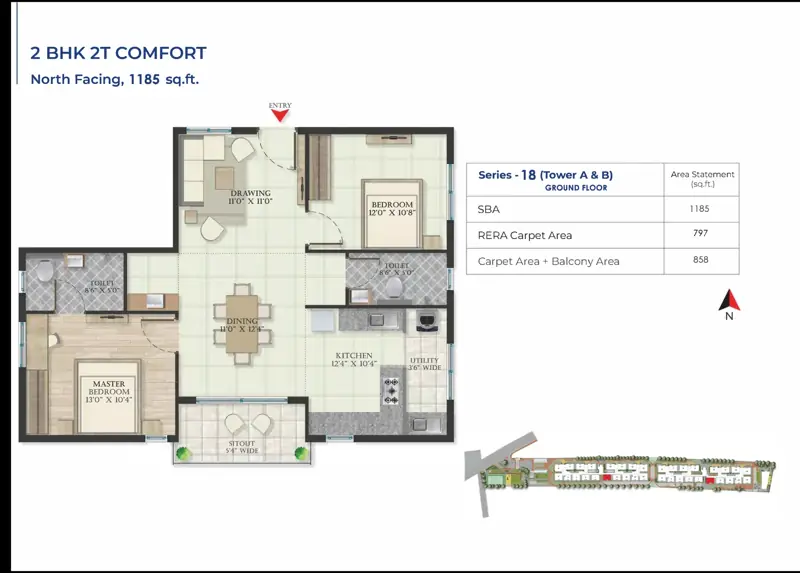 2 BHK 2T COMFORT
North Facing, 1185 sq.ft.
ENTRY
DRAWING
11'0" X 11'0"
BEDROOM
12'0" X 10'8"
TOILET
8'6" X 5'0"
TOILET
8'6" X 5'0"
DINING
11'0" X 12'4"
KITCHEN
12'4" X 10'4"
UTILITY
3'6" WIDE
MASTER
BEDROOM
13'0" X 10'4"
SITOUT
5'4" WIDE
Series - 18 (Tower A & B)
GROUND FLOOR
Area Statement
(sq.ft.)
SBA 1185
RERA Carpet Area 797
Carpet Area + Balcony Area 858
N